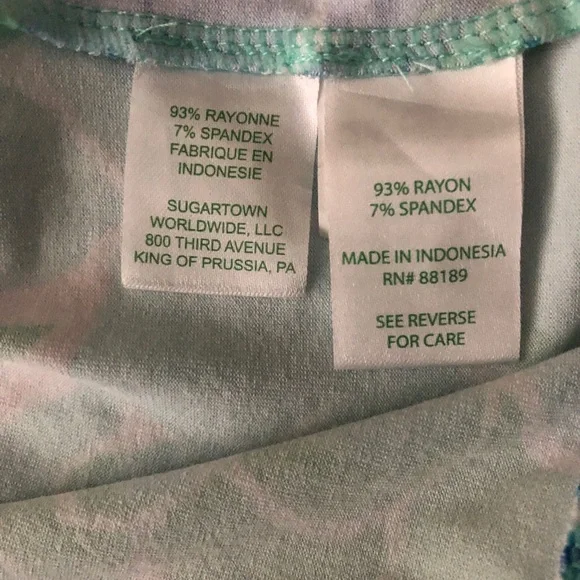 93% RAYONNE
7% SPANDEX
FABRIQUE EN
INDONESIE
SUGARTOWN
WORLDWIDE, LLC
800 THIRD AVENUE
KING OF PRUSSIA, PA
93% RAYON
7% SPANDEX
MADE IN INDONESIA
RN# 88189
SEE REVERSE
FOR CARE